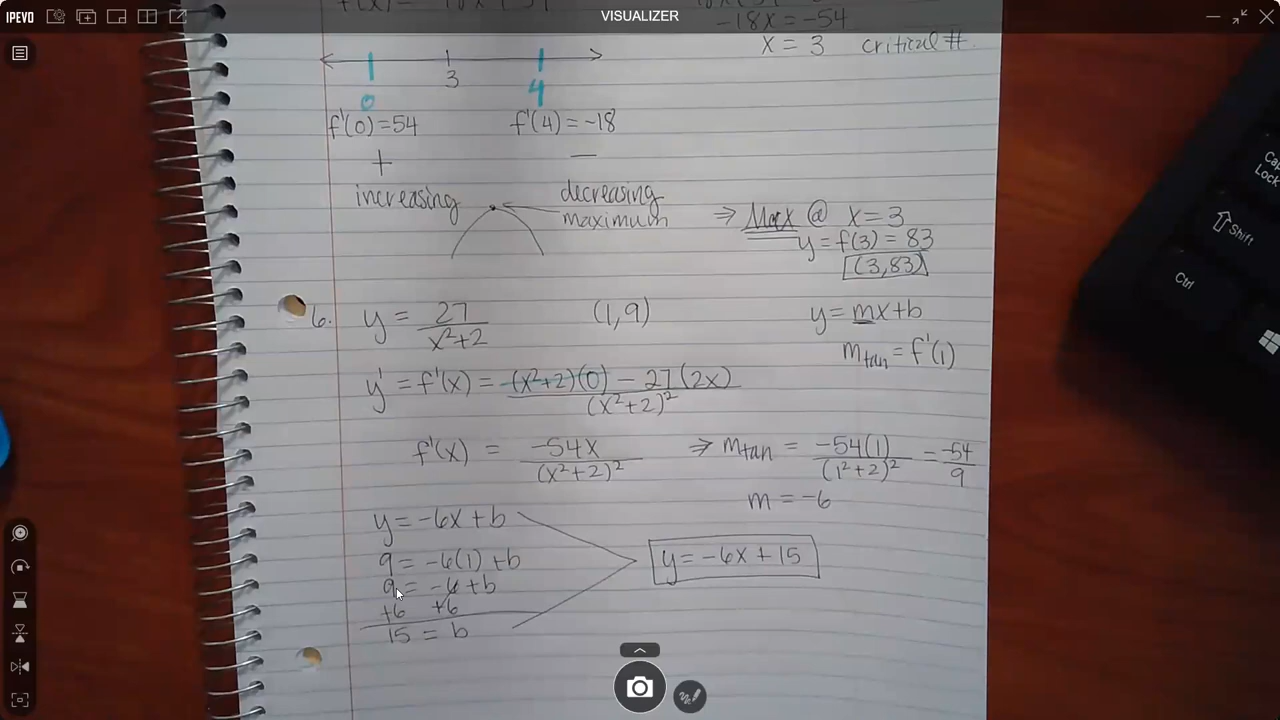 IPEVO
VISUALIZER
-18x = -54
x = 3 critical #.
3
0
4
f'(0) = 54
f'(4) = -18
+
−
increasing
decreasing
maximum
⇒ Max @ x = 3
y = f(3) = 83
(3,83)
6. y = 27/(x²+2) (1,9)
y = mx+b
m_tan = f'(1)
y' = f'(x) = (x²+2)(0) - 27(2x)/(x²+2)²
f'(x) = -54x/(x²+2)² ⇒ m_tan = -54(1)/(1²+2)² = -54/9
m = -6
y = -6x + b
9 = -6(1) + b
9 = -6 + b
+6 +6
15 = b
y = -6x + 15
Caps
Lock
Shift
Ctrl